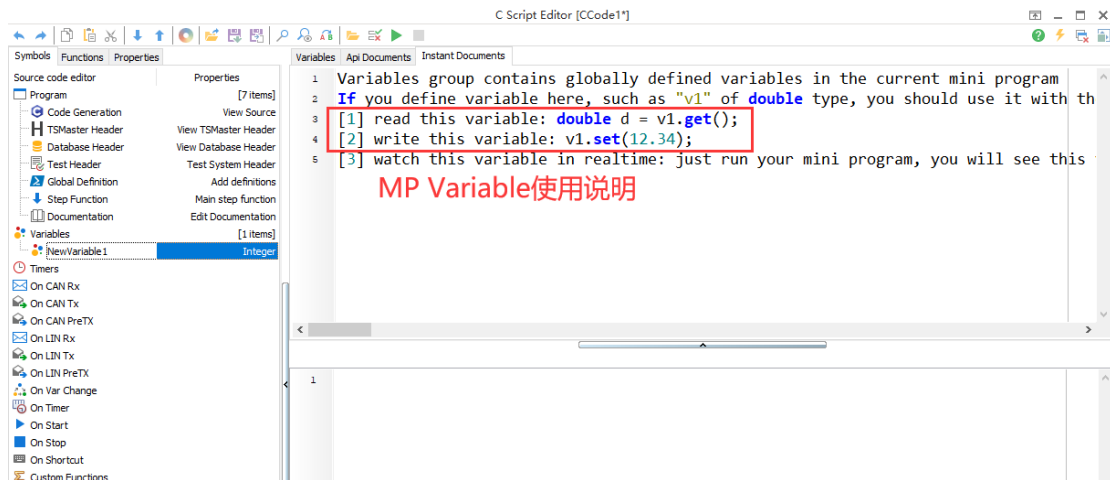 C Script Editor [CCode1*]
Symbols Functions Properties
Source code editor Properties
Program [7 items]
Code Generation View Source
TSMaster Header View TSMaster Header
Database Header View Database Header
Test Header Test System Header
Global Definition Add definitions
Step Function Main step function
Documentation Edit Documentation
Variables [1 items]
NewVariable1 Integer
Timers
On CAN Rx
On CAN Tx
On CAN PreTX
On LIN Rx
On LIN Tx
On LIN PreTX
On Var Change
On Timer
On Start
On Stop
On Shortcut
Custom Functions
Variables Api Documents Instant Documents
1 Variables group contains globally defined variables in the current mini program
2 If you define variable here, such as "v1" of double type, you should use it with th
3 [1] read this variable: double d = v1.get();
4 [2] write this variable: v1.set(12.34);
5 [3] watch this variable in realtime: just run your mini program, you will see this
MP Variable使用说明
1